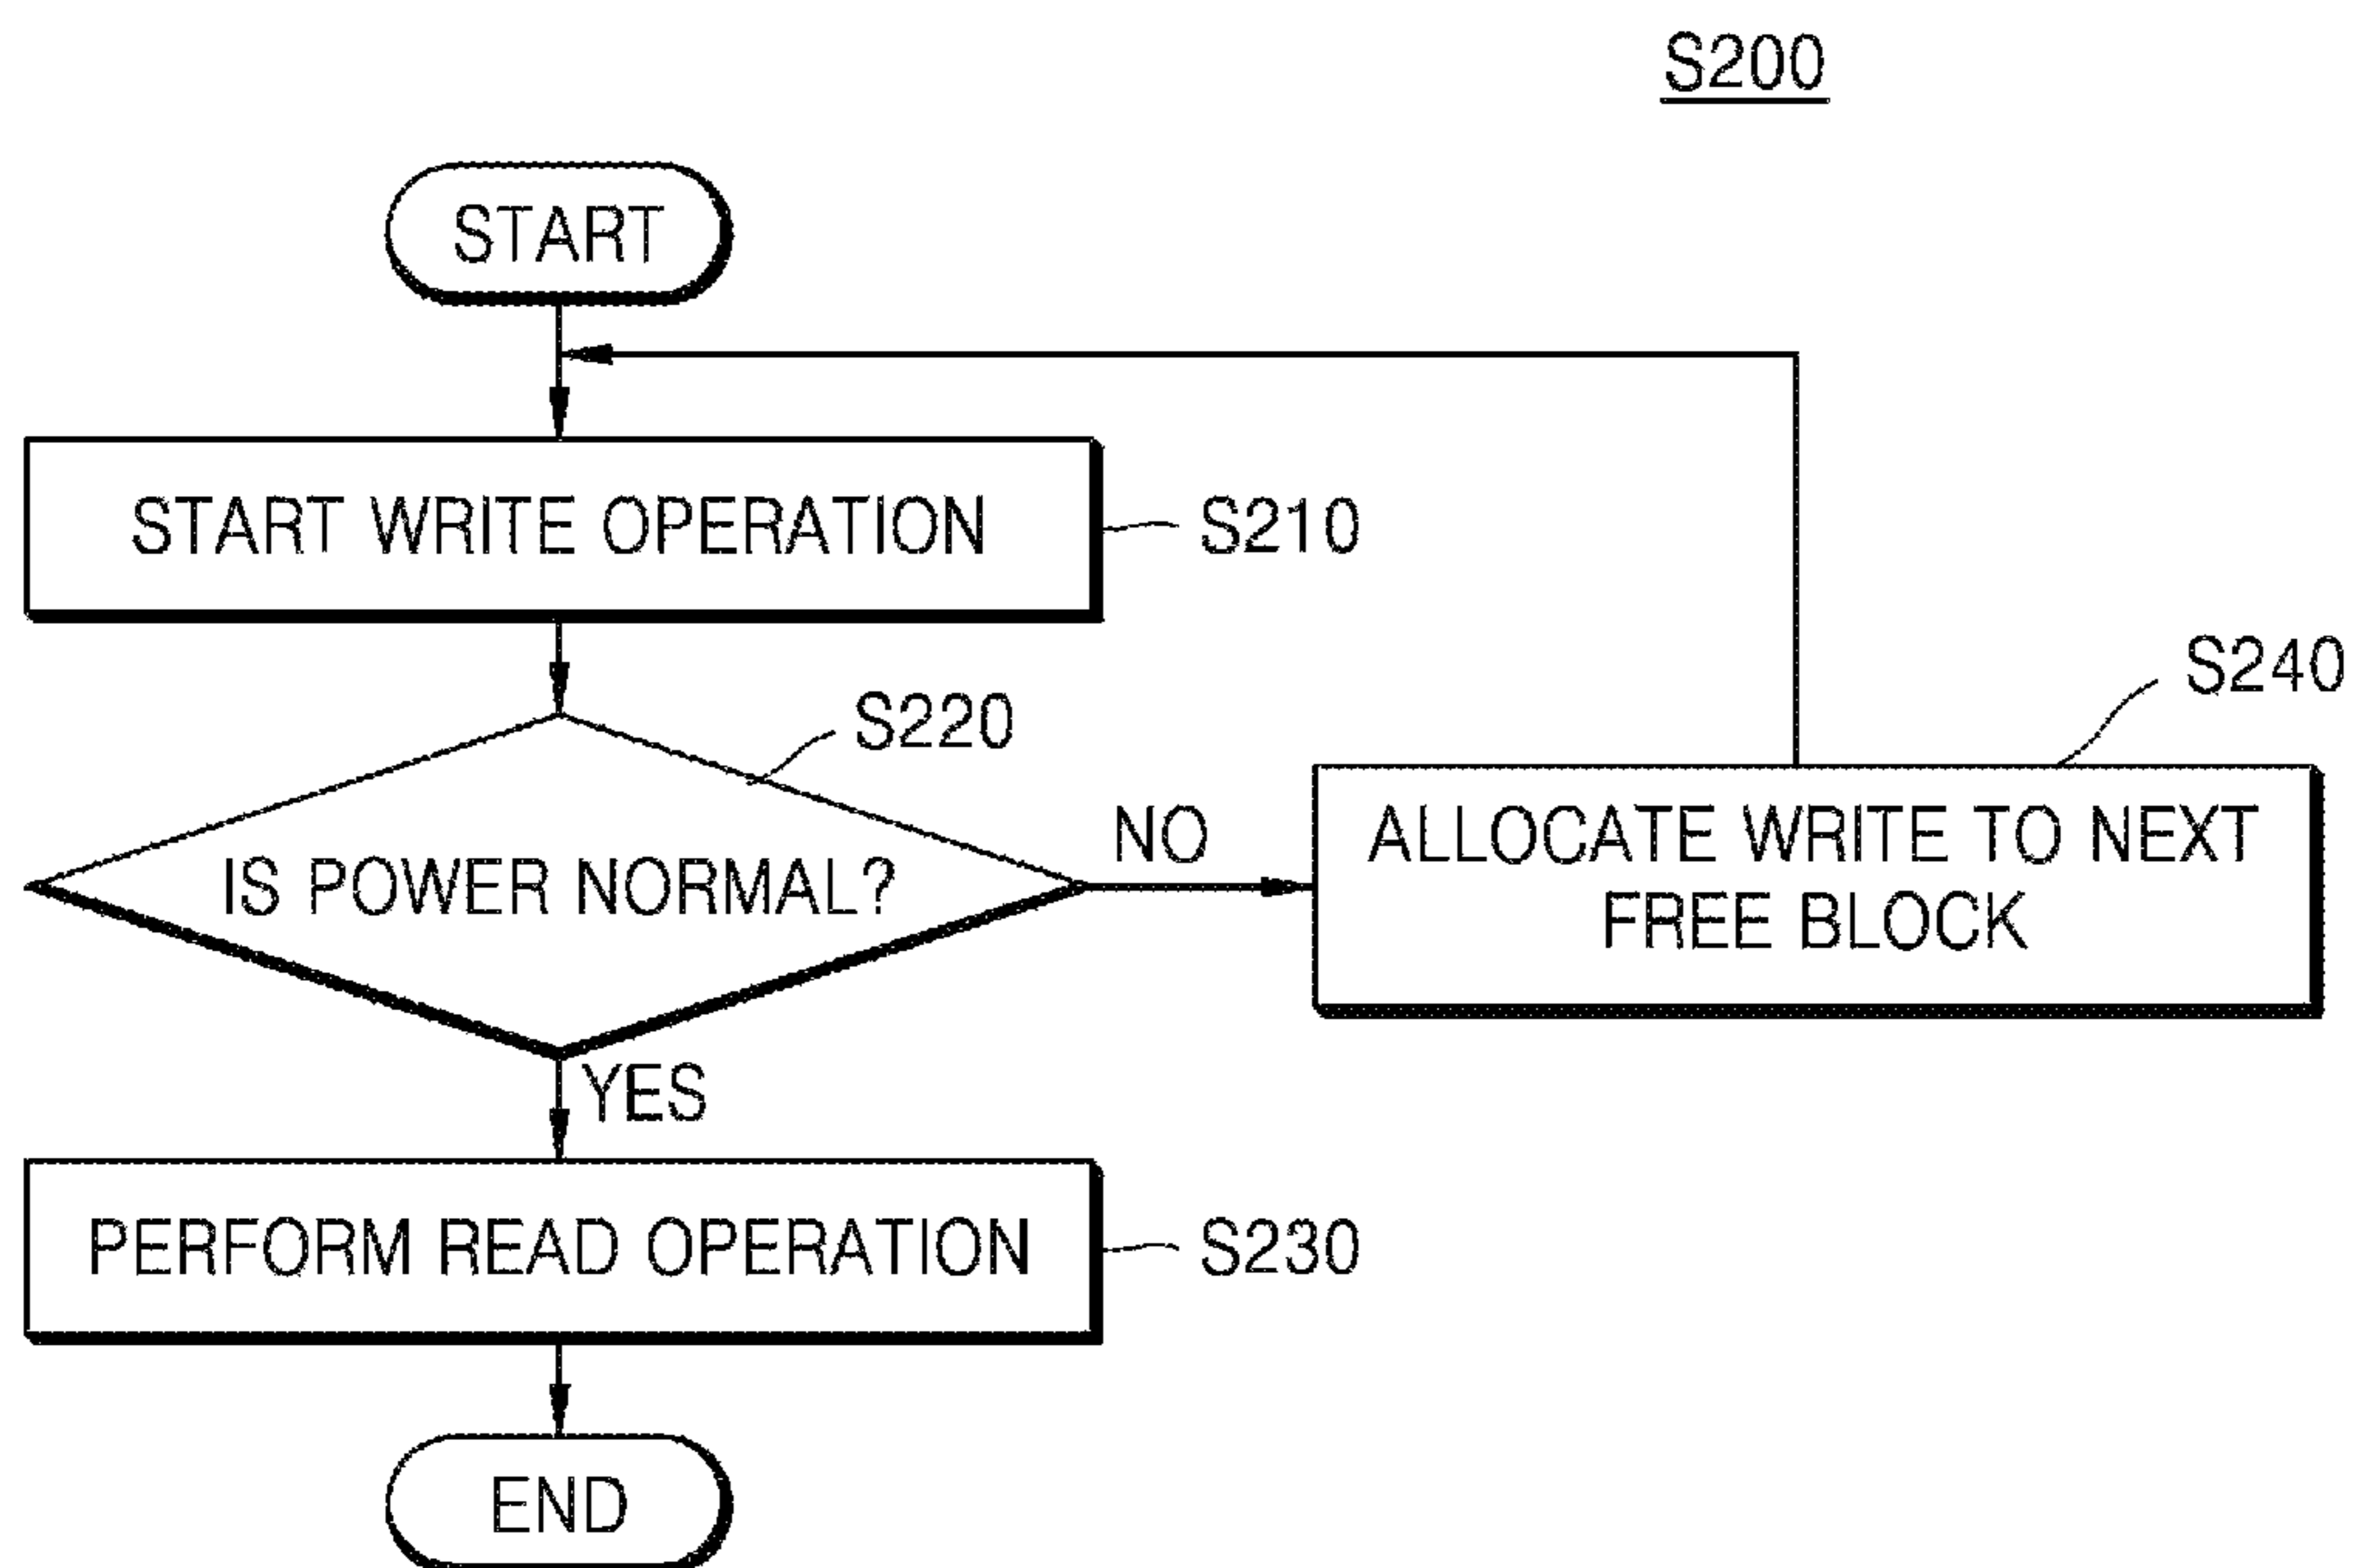 S200
START
START WRITE OPERATION
S210
S220
IS POWER NORMAL?
NO
S240
ALLOCATE WRITE TO NEXT
FREE BLOCK
YES
PERFORM READ OPERATION
S230
END